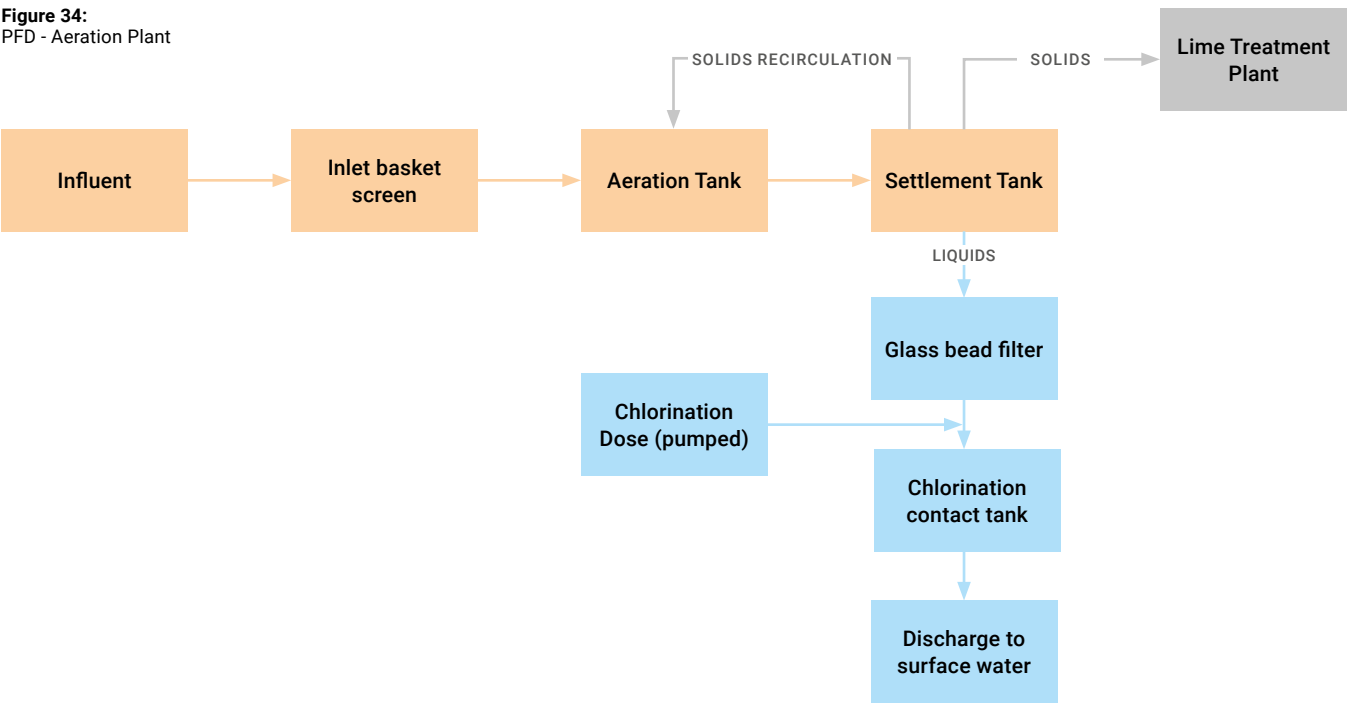 Figure 34:
PFD - Aeration Plant
Lime Treatment
Plant
SOLIDS RECIRCULATION
SOLIDS
Influent
Inlet basket
screen
Aeration Tank
Settlement Tank
LIQUIDS
Glass bead filter
Chlorination
Dose (pumped)
Chlorination
contact tank
Discharge to
surface water